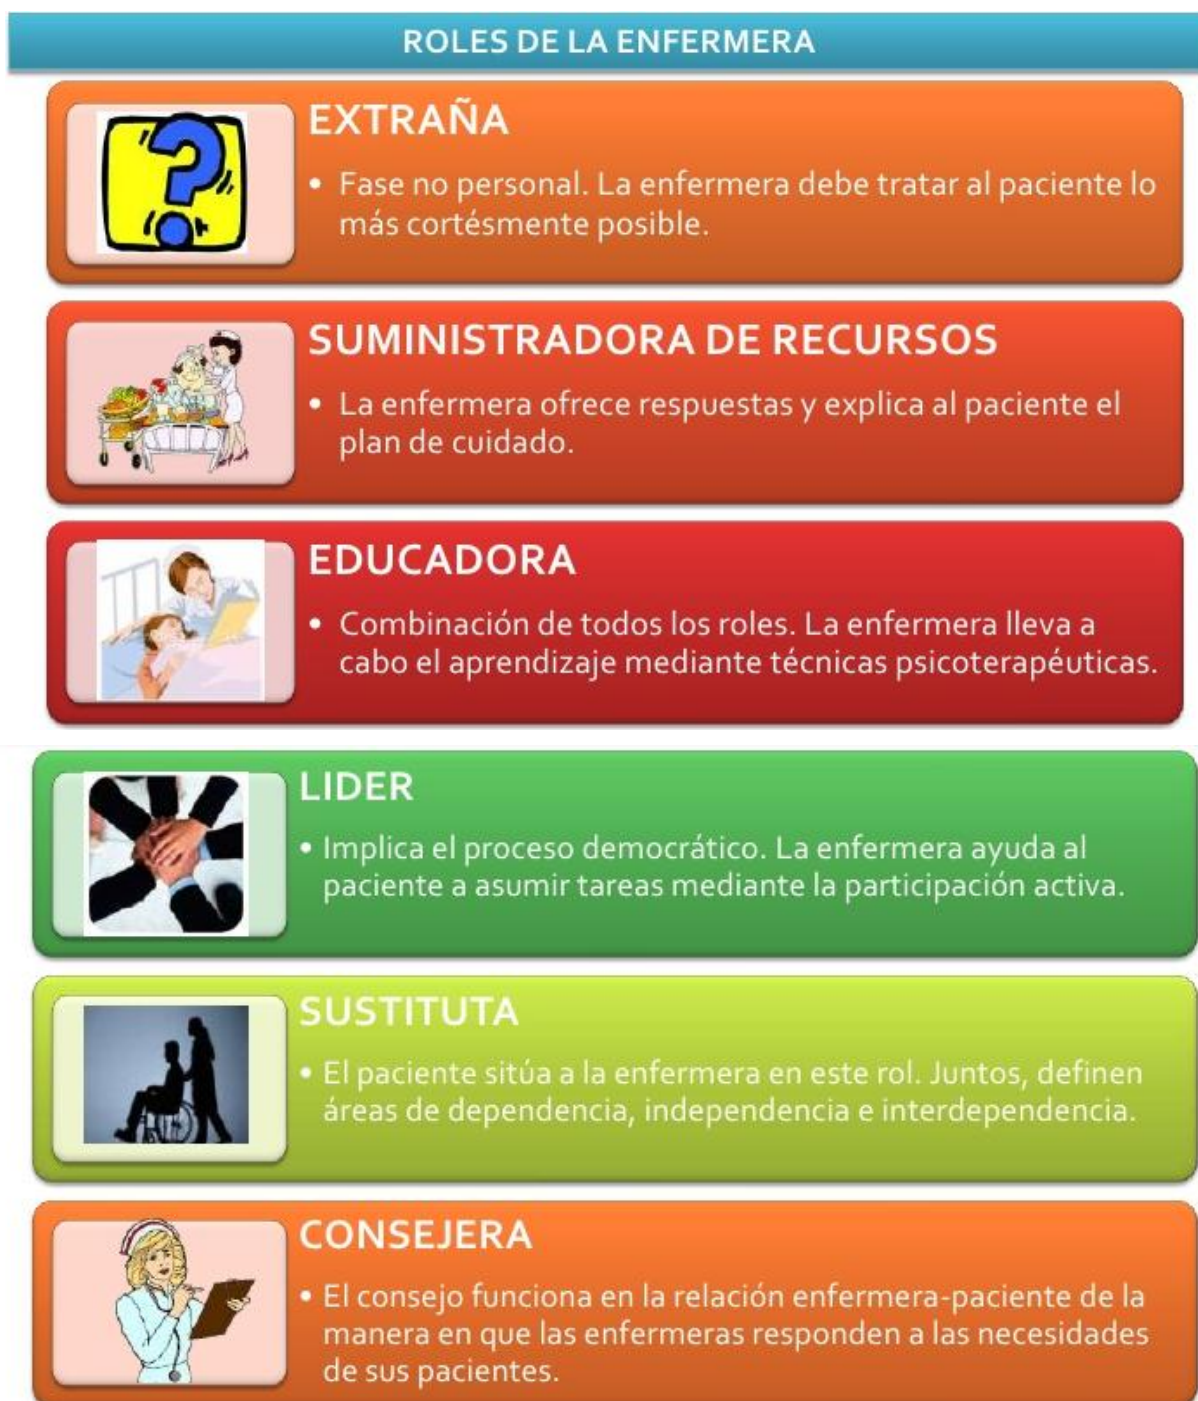 ROLES DE LA ENFERMERA
EXTRAÑA
• Fase no personal. La enfermera debe tratar al paciente lo
más cortésmente posible.
SUMINISTRADORA DE RECURSOS
• La enfermera ofrece respuestas y explica al paciente el
plan de cuidado.
EDUCADORA
• Combinación de todos los roles. La enfermera lleva a
cabo el aprendizaje mediante técnicas psicoterapéuticas.
LIDER
• Implica el proceso democrático. La enfermera ayuda al
paciente a asumir tareas mediante la participación activa.
SUSTITUTA
• El paciente sitúa a la enfermera en este rol. Juntos, definen
áreas de dependencia, independencia e interdependencia.
CONSEJERA
• El consejo funciona en la relación enfermera-paciente de la
manera en que las enfermeras responden a las necesidades
de sus pacientes.